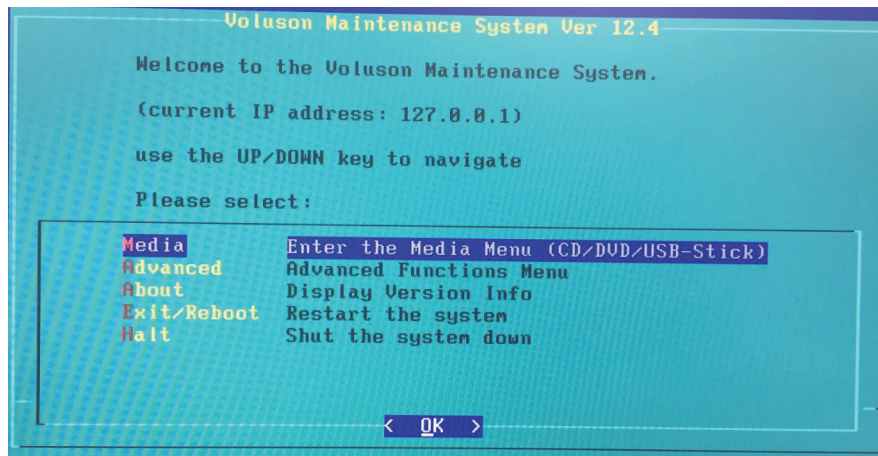 Voluson Maintenance System Ver 12.4
Welcome to the Voluson Maintenance System.
(current IP address: 127.0.0.1)
use the UP/DOWN key to navigate
Please select:
Media Enter the Media Menu (CD/DVD/USB-Stick)
Advanced Advanced Functions Menu
About Display Version Info
Exit/Reboot Restart the system
Halt Shut the system down
< OK >